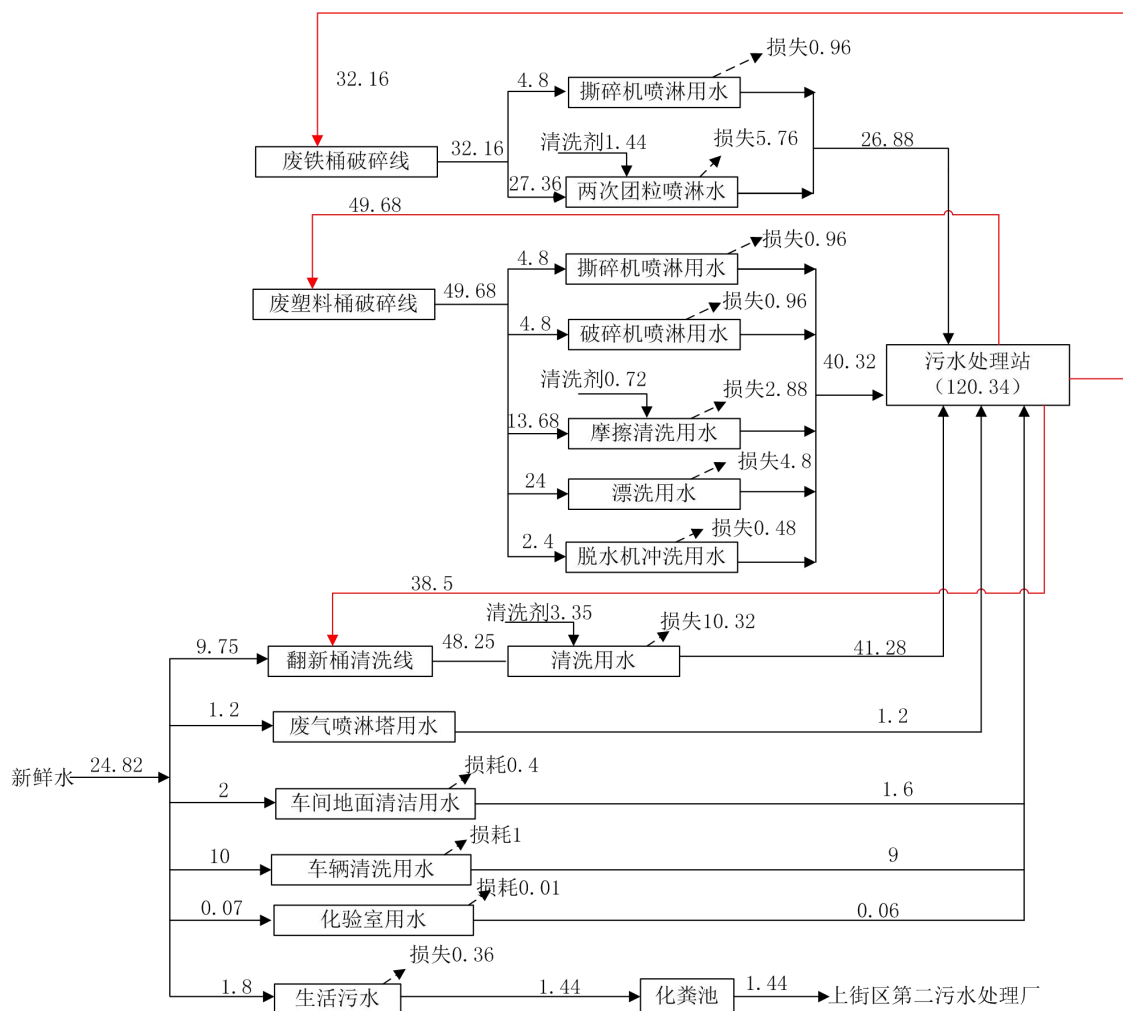 损失0.96
32.16
4.8
撕碎机喷淋用水
清洗剂1.44
损失5.76
26.88
废铁桶破碎线
32.16
27.36
两次团粒喷淋水
49.68
损失0.96
4.8
撕碎机喷淋用水
废塑料桶破碎线
49.68
损失0.96
4.8
破碎机喷淋用水
40.32
污水处理站
（120.34）
清洗剂0.72
损失2.88
13.68
摩擦清洗用水
损失4.8
24
漂洗用水
损失0.48
2.4
脱水机冲洗用水
38.5
清洗剂3.35
损失10.32
9.75
翻新桶清洗线
48.25
清洗用水
41.28
1.2
废气喷淋塔用水
1.2
新鲜水
24.82
损耗0.4
2
车间地面清洁用水
1.6
损耗1
10
车辆清洗用水
9
损耗0.01
0.07
化验室用水
0.06
损失0.36
1.8
生活污水
1.44
化粪池
1.44
上街区第二污水处理厂